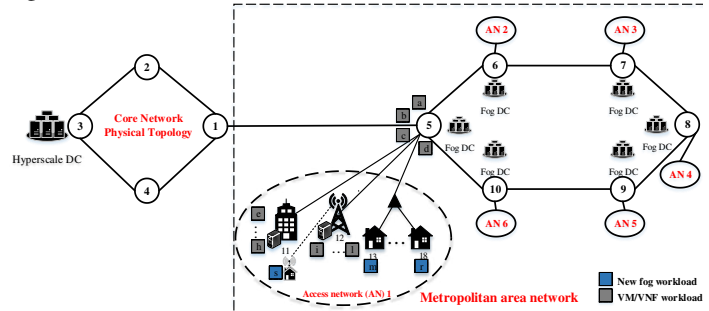 AN 2
AN 3
2
6
7
a
Fog DC
Fog DC
b
3
Core Network
Physical Topology
1
5
8
Hyperscale DC
c
Fog DC
Fog DC
d
Fog DC
Fog DC
AN 4
4
10
9
e
h
11
i
12
l
13
18
AN 6
AN 5
s
m
r
New fog workload
Access network (AN) 1
Metropolitan area network
VM/VNF workload